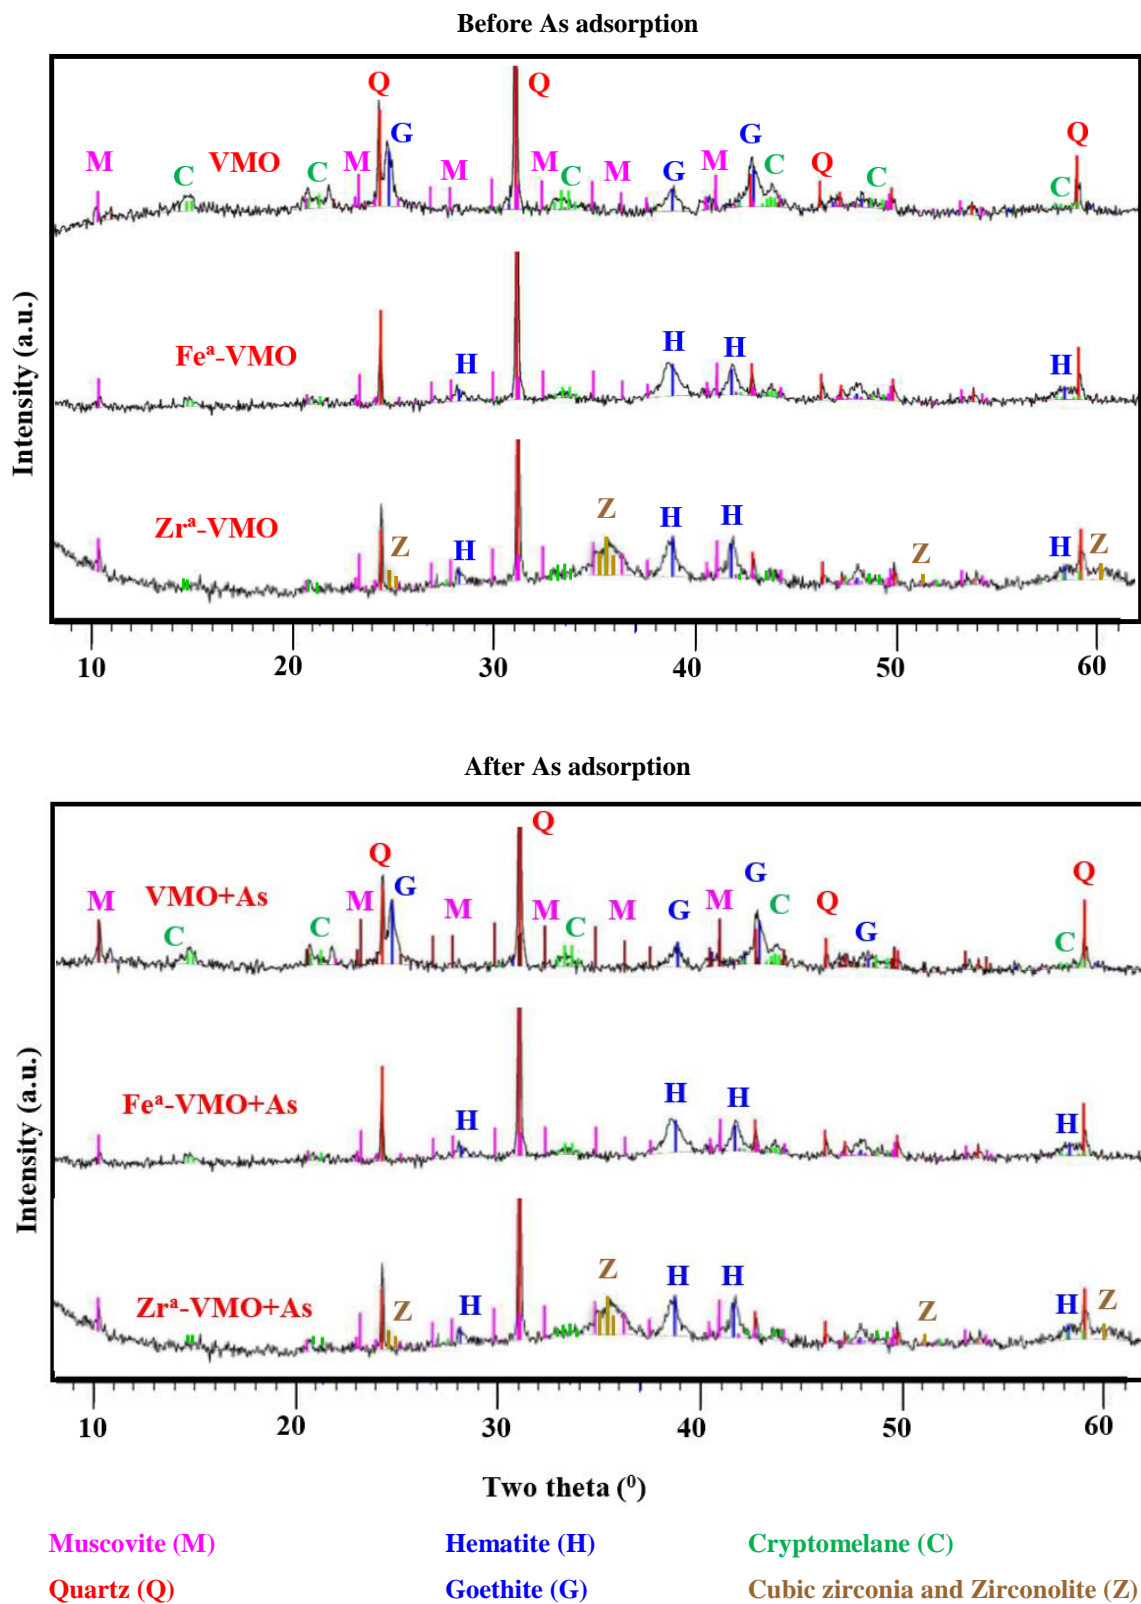 Before As adsorption
Q Q
M C VMO C M G M M C M G M G C Q C C Q
Intensity (a.u.)
Feª-VMO H H H H
Zrª-VMO Z H Z H H Z H Z
10 20 30 40 50 60
After As adsorption
Q
M C VMO+As C M Q G M M C M G M G C Q G C Q
Intensity (a.u.)
Feª-VMO+As H H H H
Zrª-VMO+As Z H Z H H Z H Z
10 20 30 40 50 60
Two theta (⁰)
Muscovite (M) Hematite (H) Cryptomelane (C)
Quartz (Q) Goethite (G) Cubic zirconia and Zirconolite (Z)